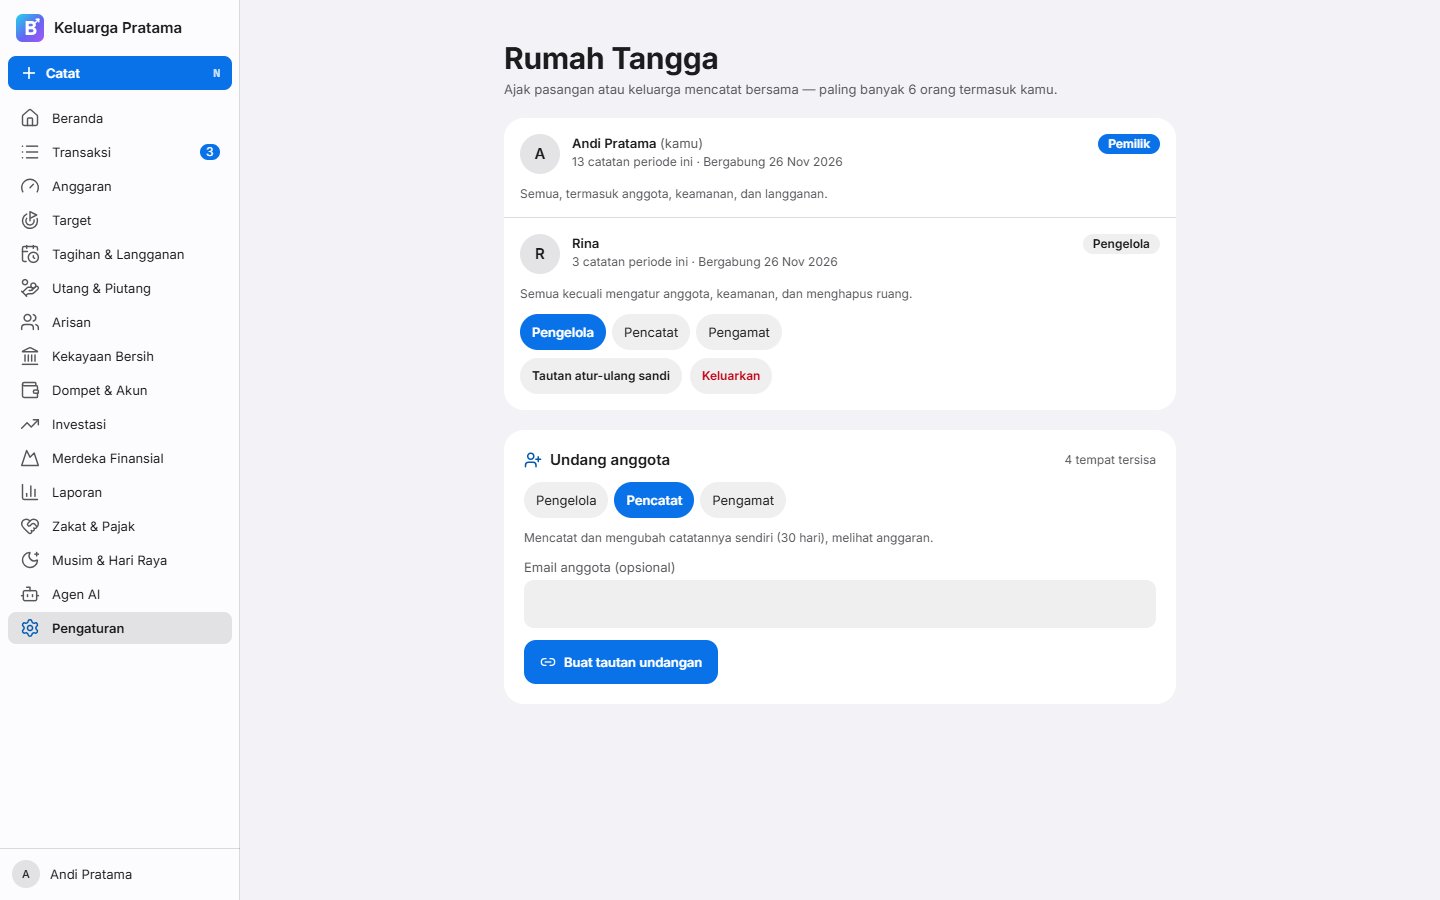 Keluarga Pratama
Catat N
Beranda
Transaksi 3
Anggaran
Target
Tagihan & Langganan
Utang & Piutang
Arisan
Kekayaan Bersih
Dompet & Akun
Investasi
Merdeka Finansial
Laporan
Zakat & Pajak
Musim & Hari Raya
Agen AI
Pengaturan
A Andi Pratama
Rumah Tangga
Ajak pasangan atau keluarga mencatat bersama — paling banyak 6 orang termasuk kamu.
A
Andi Pratama (kamu) Pemilik
13 catatan periode ini · Bergabung 26 Nov 2026
Semua, termasuk anggota, keamanan, dan langganan.
R
Rina Pengelola
3 catatan periode ini · Bergabung 26 Nov 2026
Semua kecuali mengatur anggota, keamanan, dan menghapus ruang.
Pengelola Pencatat Pengamat
Tautan atur-ulang sandi Keluarkan
Undang anggota 4 tempat tersisa
Pengelola Pencatat Pengamat
Mencatat dan mengubah catatannya sendiri (30 hari), melihat anggaran.
Email anggota (opsional)
Buat tautan undangan